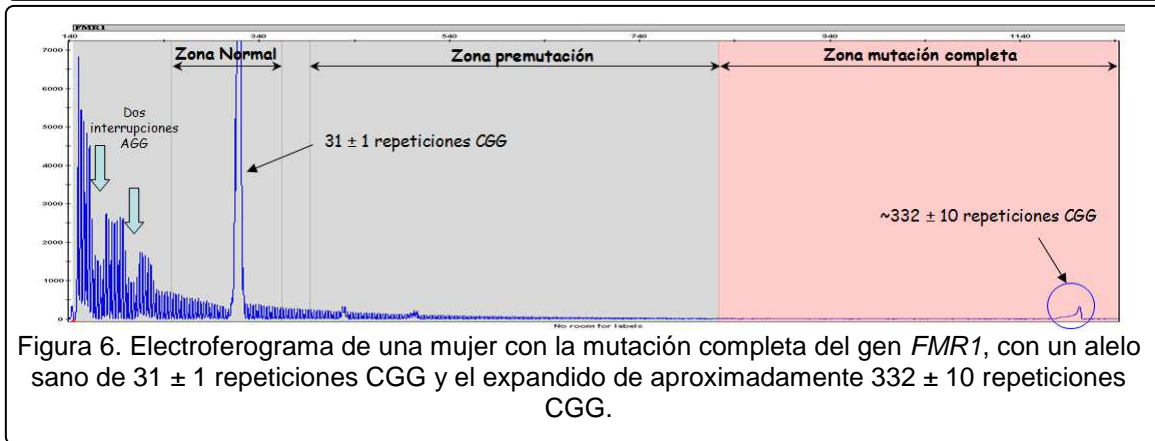 FMR1
140 340 540 740 940 1140
Zona Normal Zona premutación Zona mutación completa
7000
6000
5000
4000
3000
2000
1000
0
Dos
interrupciones
AGG
31 ± 1 repeticiones CGG
~332 ± 10 repeticiones
CGG
No room for labels
Figura 6. Electroferograma de una mujer con la mutación completa del gen FMR1, con un alelo
sano de 31 ± 1 repeticiones CGG y el expandido de aproximadamente 332 ± 10 repeticiones
CGG.